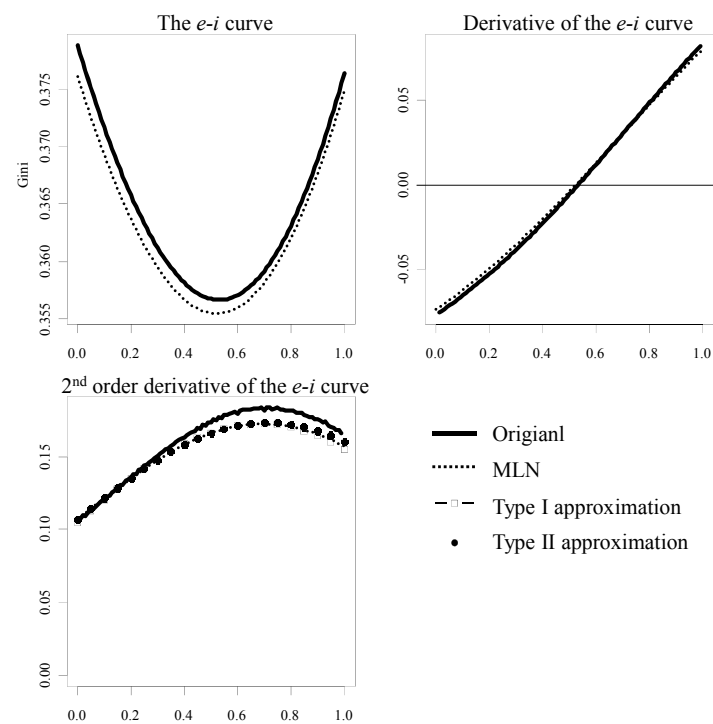 The e-i curve
Derivative of the e-i curve
Gini
0.375
0.370
0.365
0.360
0.355
0.0 0.2 0.4 0.6 0.8 1.0
0.05
0.00
-0.05
0.0 0.2 0.4 0.6 0.8 1.0
2nd order derivative of the e-i curve
0.15
0.10
0.05
0.00
0.0 0.2 0.4 0.6 0.8 1.0
Origianl
MLN
Type I approximation
Type II approximation